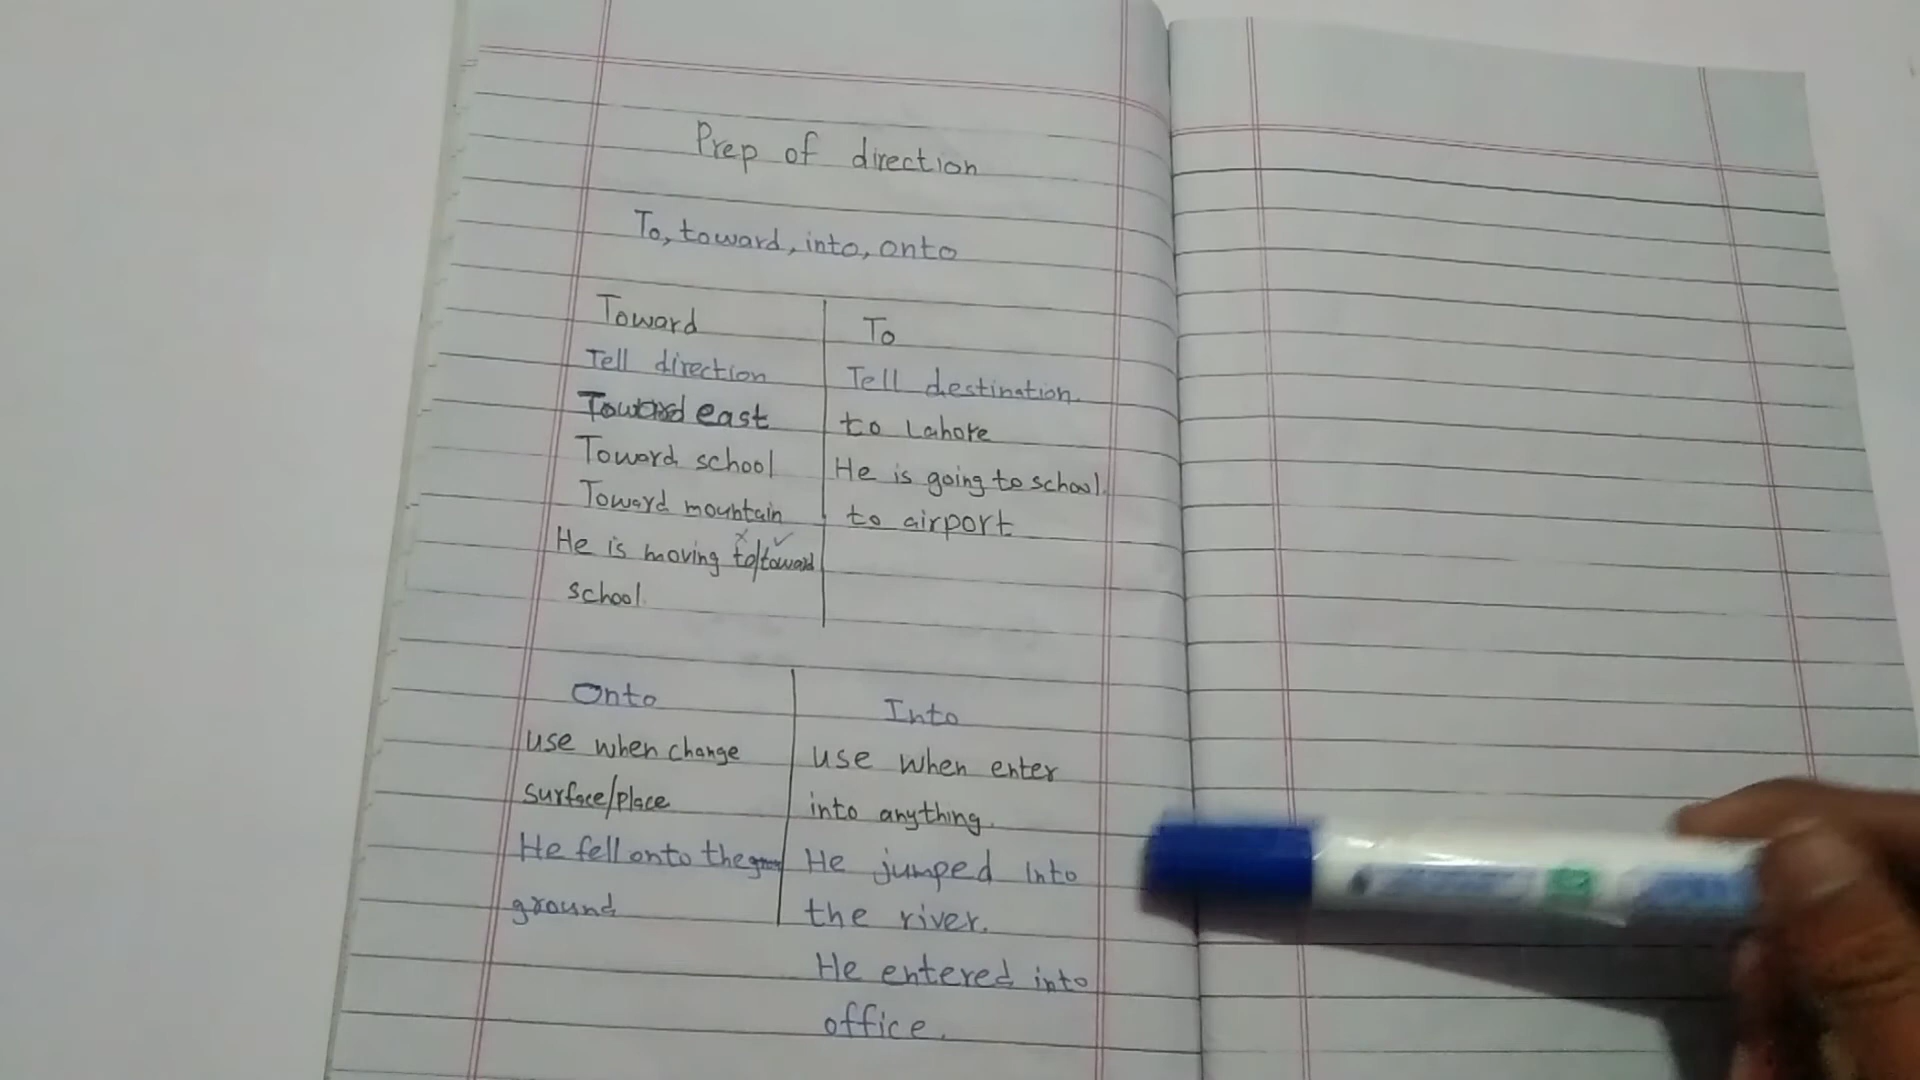 Prep of direction
To, toward, into, onto
Toward
Tell direction
Toward east
Toward school
Toward mountain
He is moving to/toward
school.
To
Tell destination.
to Lahore
He is going to school.
to airport
Onto
use when change
surface/place
He fell onto the
ground
Into
use when enter
into anything.
He jumped into
the river.
He entered into
office.